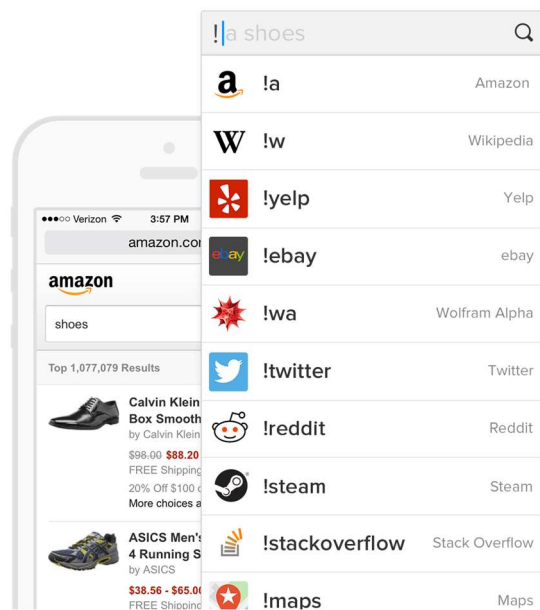 !a shoes
a
!a
Amazon
W
!w
Wikipedia
!yelp
Yelp
ebay
!ebay
ebay
!wa
Wolfram Alpha
!twitter
Twitter
!reddit
Reddit
!steam
Steam
!stackoverflow
Stack Overflow
!maps
Maps
Verizon
3:57 PM
amazon.co
amazon
shoes
Top 1,077,079 Results
Calvin Klein
Box Smooth
by Calvin Klein
$98.00 $88.20
FREE Shipping
20% Off $100
More choices a
ASICS Men's
4 Running S
by ASICS
$38.56 - $65.00
FREE Shipping